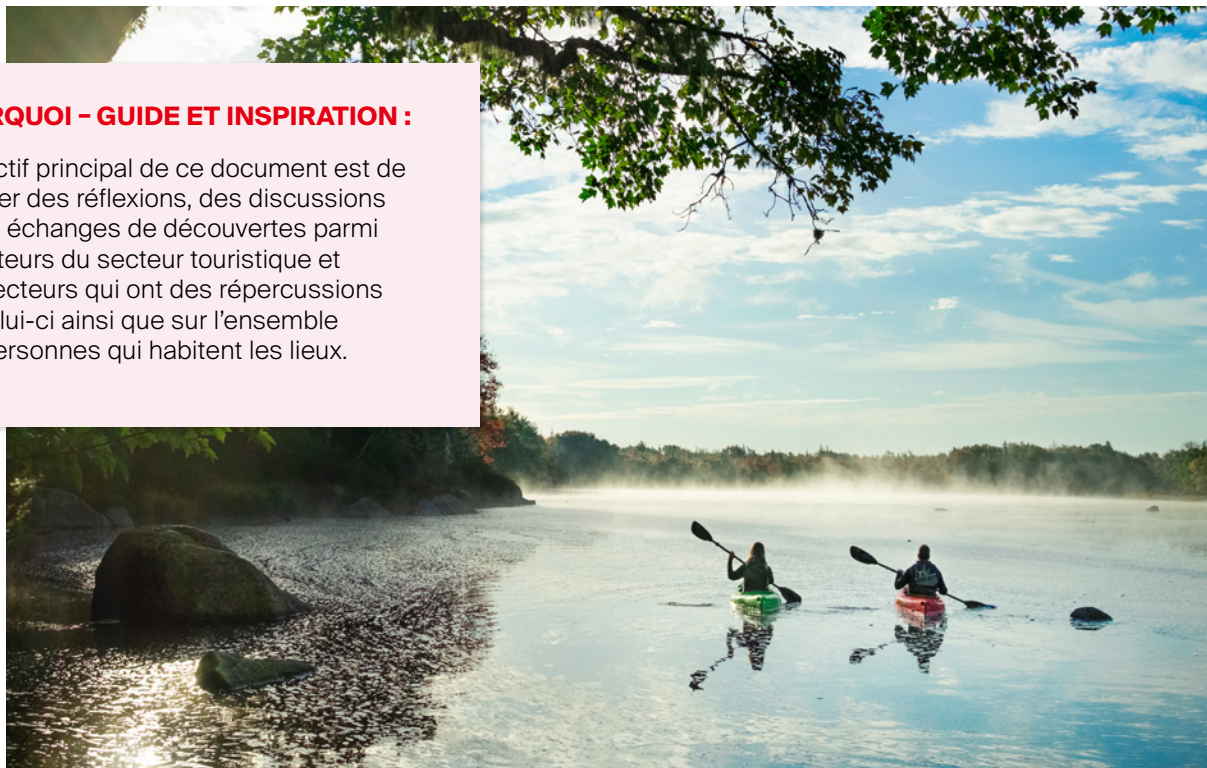 RQUOI – GUIDE ET INSPIRATION :
ctif principal de ce document est de
er des réflexions, des discussions
échanges de découvertes parmi
teurs du secteur touristique et
ecteurs qui ont des répercussions
lui-ci ainsi que sur l’ensemble
ersonnes qui habitent les lieux.